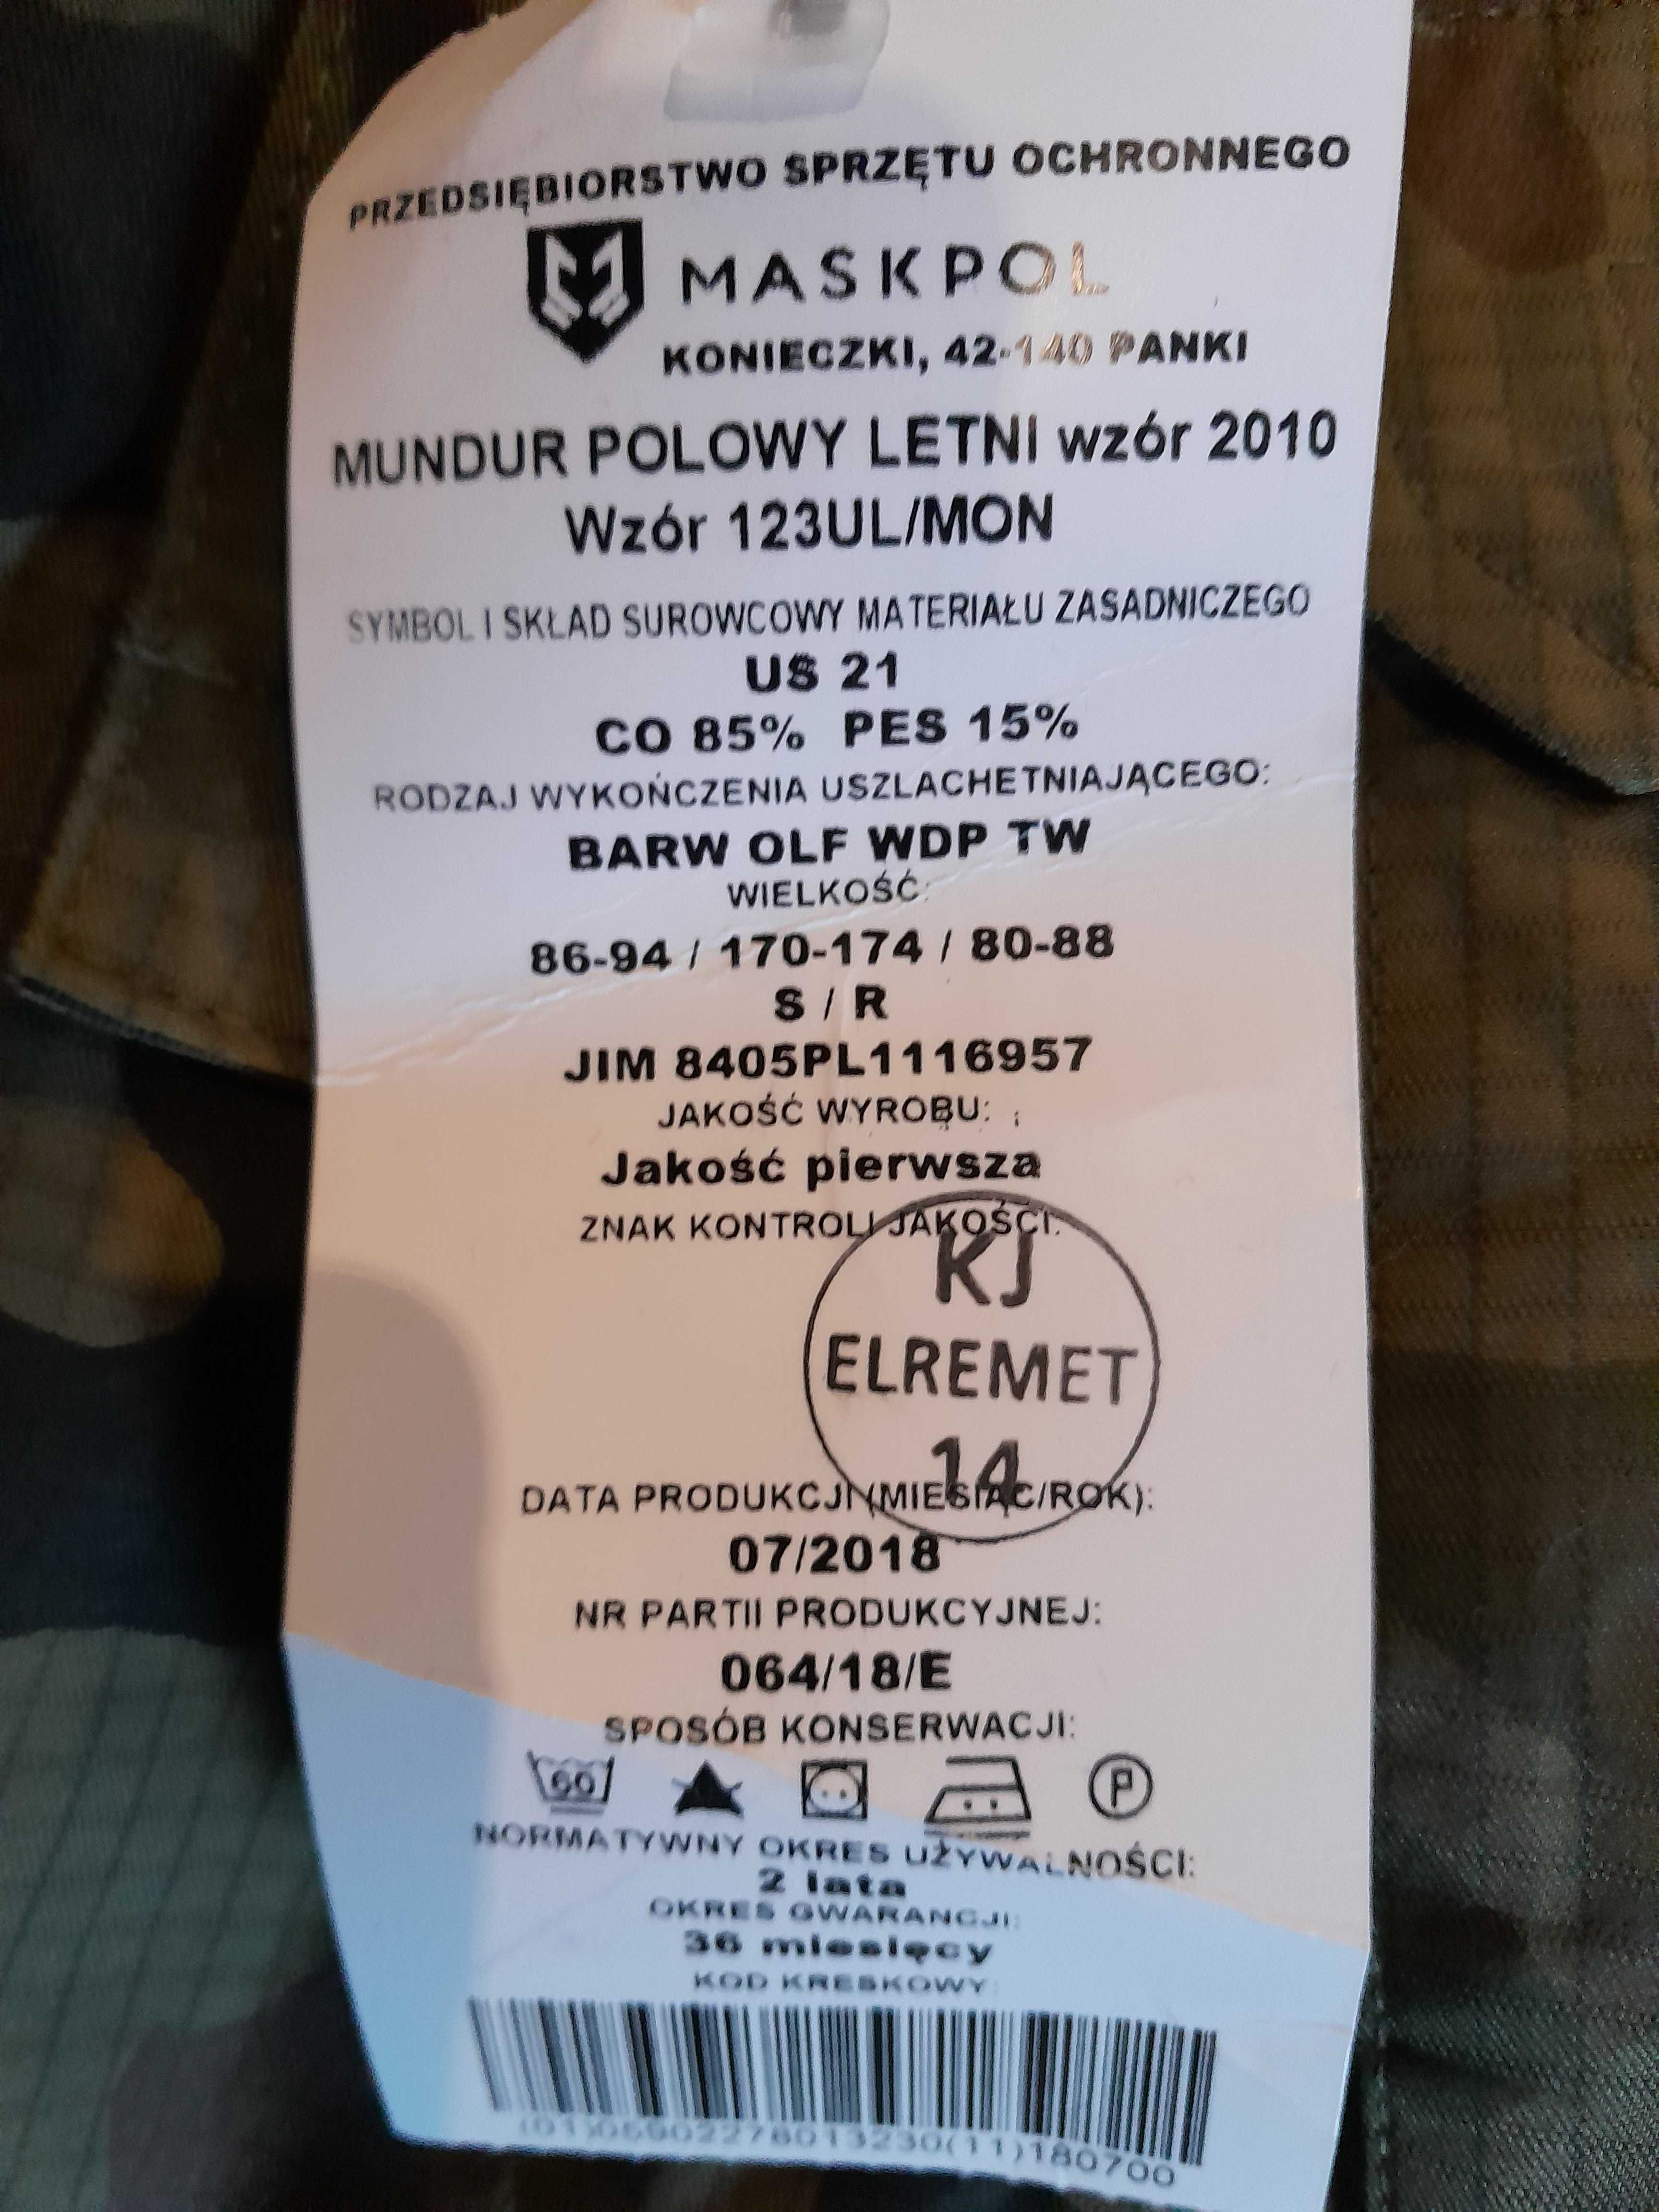 PRZEDSIĘBIORSTWO SPRZĘTU OCHRONNEGO
MASKPOL
KONIECZKI, 42-140 PANKI
MUNDUR POLOWY LETNI wzór 2010
Wzór 123UL/MON
SYMBOL I SKŁAD SUROWCOWY MATERIAŁU ZASADNICZEGO
US 21
CO 85% PES 15%
RODZAJ WYKOŃCZENIA USZLACHETNIAJĄCEGO:
BARW OLF WDP TW
WIELKOŚĆ:
86-94 / 170-174 / 80-88
S / R
JIM 8405PL1116957
JAKOŚĆ WYROBU:
Jakość pierwsza
ZNAK KONTROLI JAKOŚCI:
KJ
ELREMET
14
DATA PRODUKCJI (MIESIĄC/ROK):
07/2018
NR PARTII PRODUKCYJNEJ:
064/18/E
SPOSÓB KONSERWACJI:
60 P
NORMATYWNY OKRES UŻYWALNOŚCI:
2 lata
OKRES GWARANCJI:
36 miesięcy
KOD KRESKOWY:
(01)05902278013230(11)180700